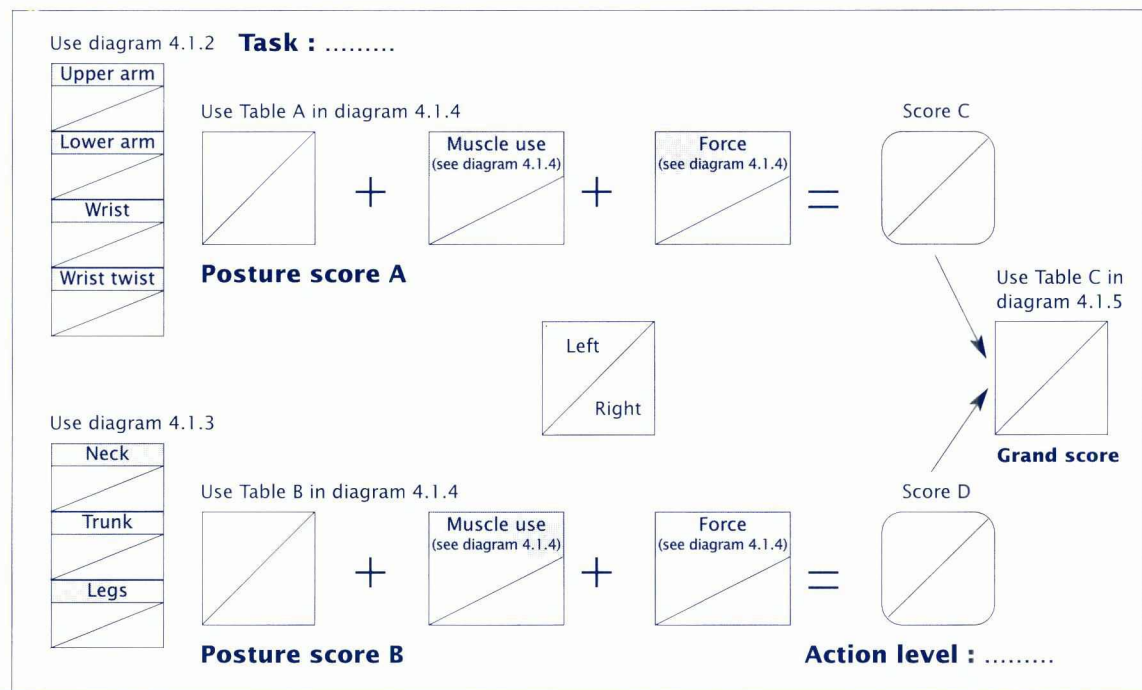 Use diagram 4.1.2 Task : .........
Upper arm
Lower arm
Wrist
Wrist twist
Use Table A in diagram 4.1.4
Posture score A
+
Muscle use
(see diagram 4.1.4)
+
Force
(see diagram 4.1.4)
=
Score C
Use Table C in
diagram 4.1.5
Grand score
Left
Right
Use diagram 4.1.3
Neck
Trunk
Legs
Use Table B in diagram 4.1.4
Posture score B
+
Muscle use
(see diagram 4.1.4)
+
Force
(see diagram 4.1.4)
=
Score D
Action level : .........